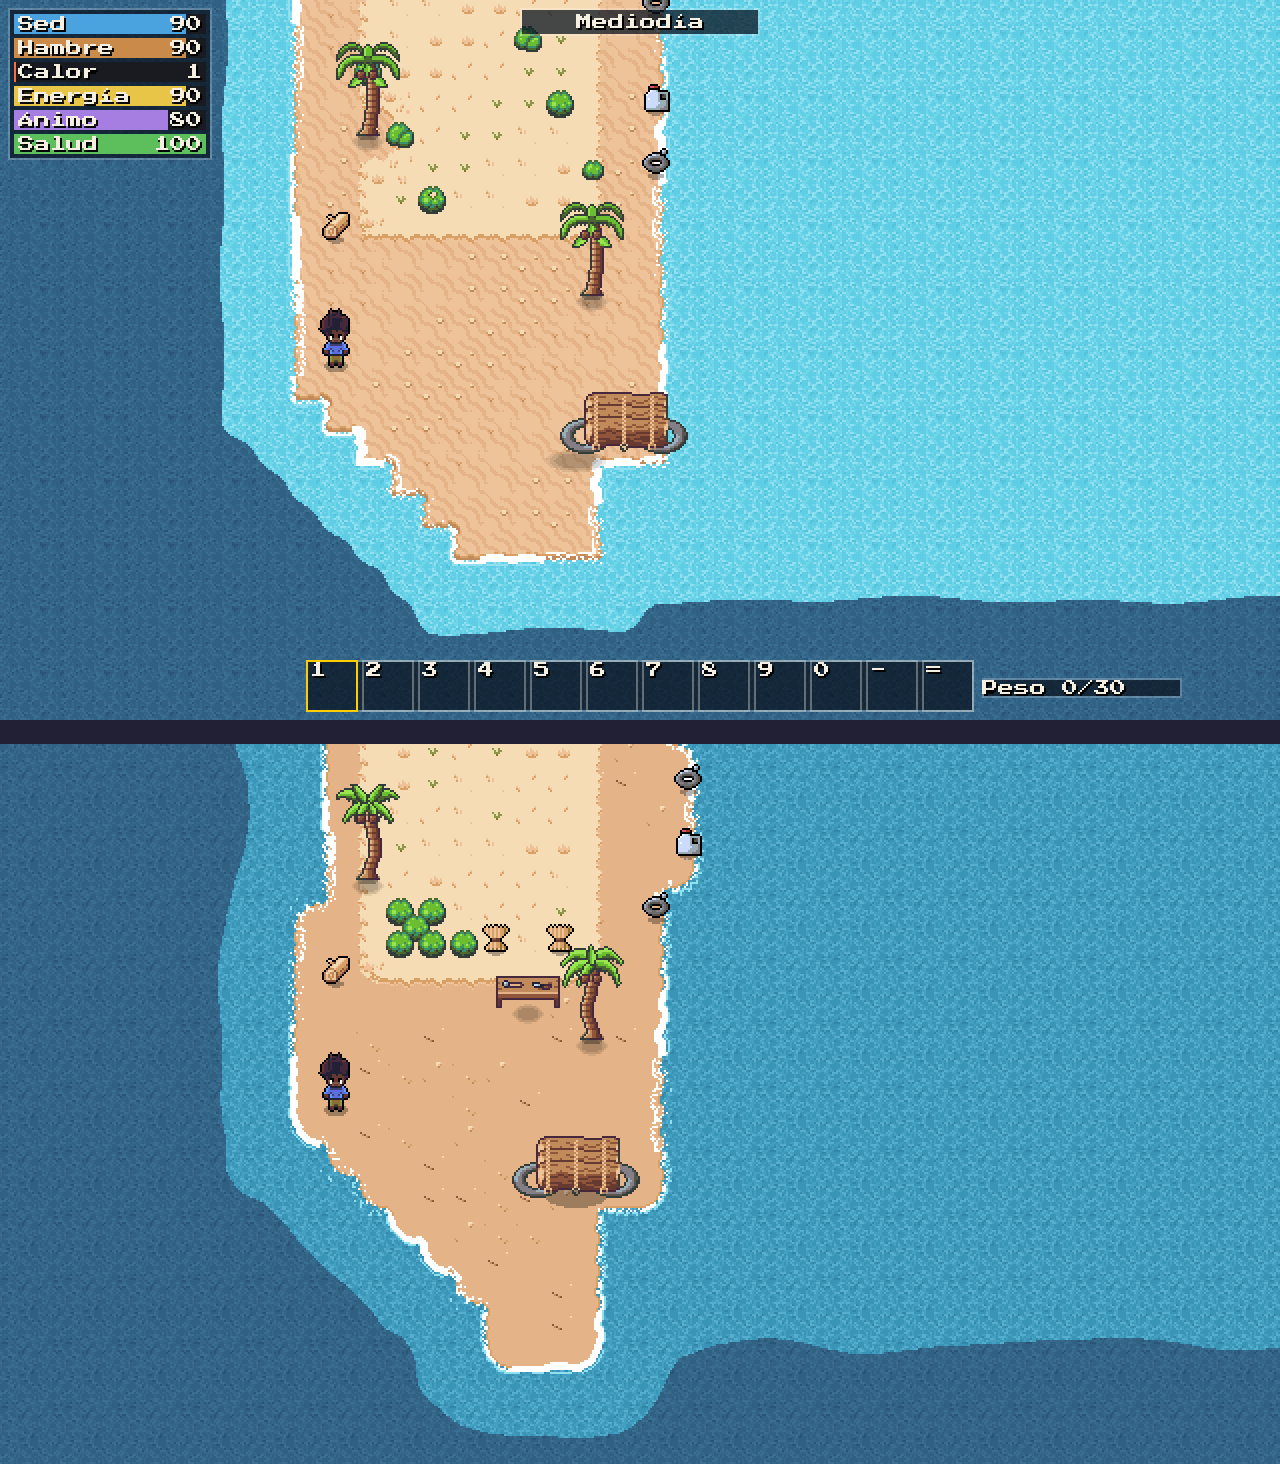 Sed 90
Hambre 90
Calor 1
Energía 90
Ánimo 80
Salud 100
Mediodía
1 2 3 4 5 6 7 8 9 0 - =
Peso 0/30